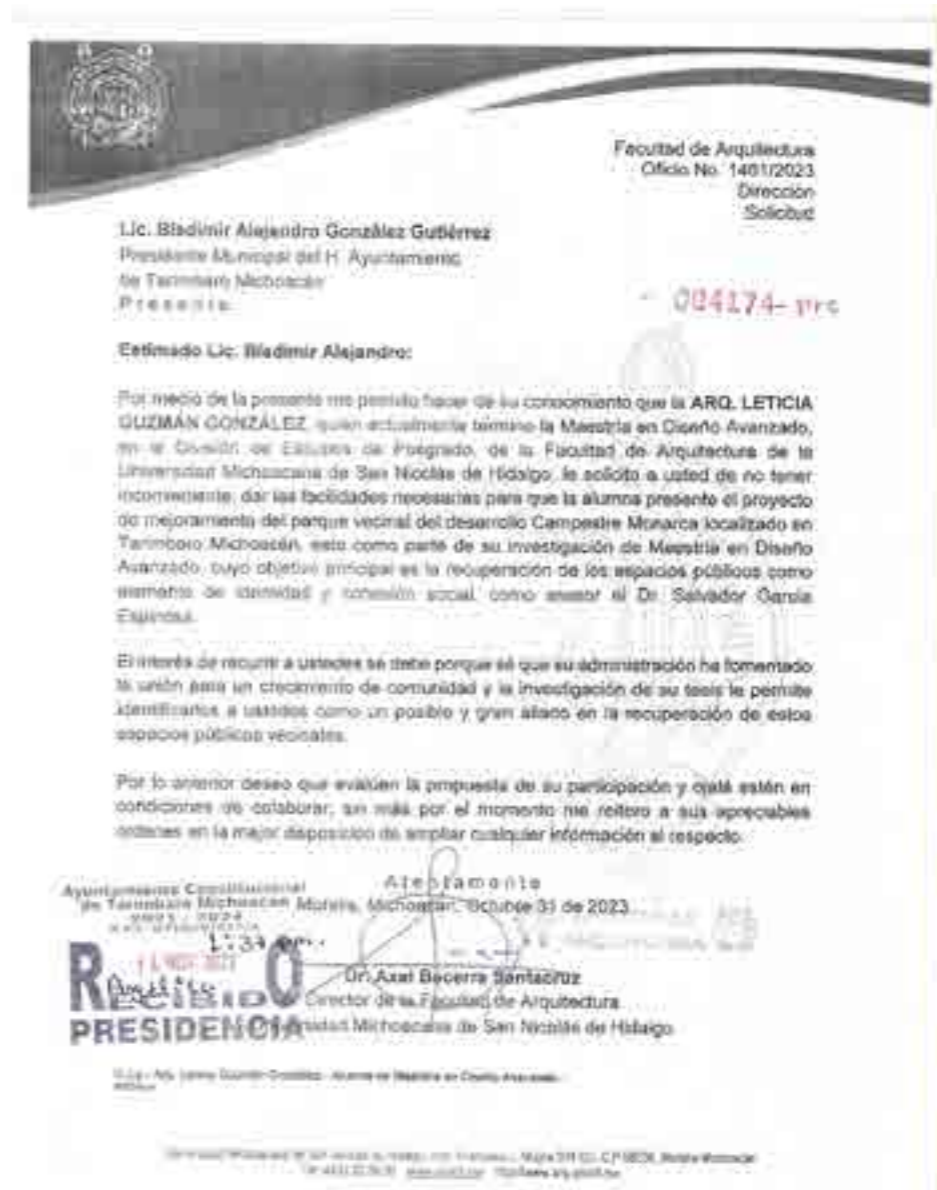 Facultad de Arquitectura
Oficio No. 1461/2023
Dirección
Solicitud
Lic. Bladimir Alejandro González Gutiérrez
Presidente Municipal del H. Ayuntamiento
de Tarímbaro Michoacán
P r e s e n t e
004174-
Estimado Lic. Bladimir Alejandro:
Por medio de la presente me permito hacer de su conocimiento que la ARQ. LETICIA
GUZMÁN GONZÁLEZ, quien actualmente termino la Maestría en Diseño Avanzado,
en la División de Estudios de Posgrado, de la Facultad de Arquitectura de la
Universidad Michoacana de San Nicolás de Hidalgo, le solicito a usted de no tener
inconveniente, dar las facilidades necesarias para que la alumna presente el proyecto
de mejoramiento del parque vecinal del desarrollo Campestre Monarca localizado en
Tarímbaro Michoacán, esto como parte de su investigación de Maestría en Diseño
Avanzado, cuyo objetivo principal es la recuperación de los espacios públicos como
elemento de identidad y cohesión social, como asesor el Dr. Salvador García
Espinosa.
El interés de recurrir a ustedes se debe porque sé que su administración ha fomentado
la unión para un crecimiento de comunidad y la investigación de su tesis le permite
identificarlos a ustedes como un posible y gran aliado en la recuperación de estos
espacios públicos vecinales.
Por lo anterior deseo que evalúen la propuesta de su participación y ojalá estén en
condiciones de colaborar, sin más por el momento me reitero a sus apreciables
ordenes en la mejor disposición de ampliar cualquier información al respecto.
A t e n t a m e n t e
Ayuntamiento Constitucional
de Tarímbaro Michoacán
Morelia, Michoacán, Octubre 31 de 2023
1:34 pm.
RECIBIDO
PRESIDENCIA
Dr. Axel Becerra Santacruz
Director de la Facultad de Arquitectura
Michoacana de San Nicolás de Hidalgo